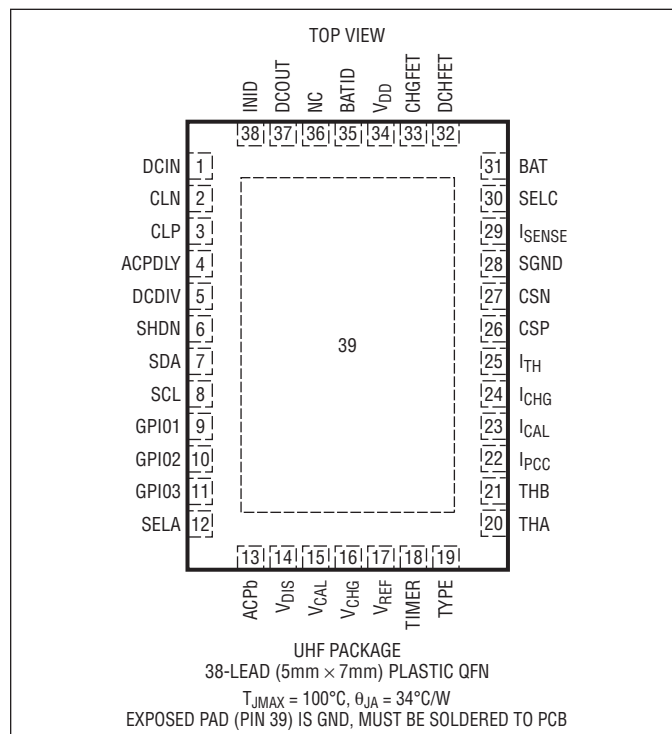 TOP VIEW
INID DCOUT NC BATID VDD CHGFET DCHFET
38 37 36 35 34 33 32
DCIN 1
CLN 2
CLP 3
ACPDLY 4
DCDIV 5
SHDN 6
SDA 7
SCL 8
GPI01 9
GPI02 10
GPI03 11
SELA 12
39
31 BAT
30 SELC
29 ISENSE
28 SGND
27 CSN
26 CSP
25 ITH
24 ICHG
23 ICAL
22 IPCC
21 THB
20 THA
13 14 15 16 17 18 19
ACPb VDIS VCAL VCHG VREF TIMER TYPE
UHF PACKAGE
38-LEAD (5mm × 7mm) PLASTIC QFN
TJMAX = 100°C, θJA = 34°C/W
EXPOSED PAD (PIN 39) IS GND, MUST BE SOLDERED TO PCB